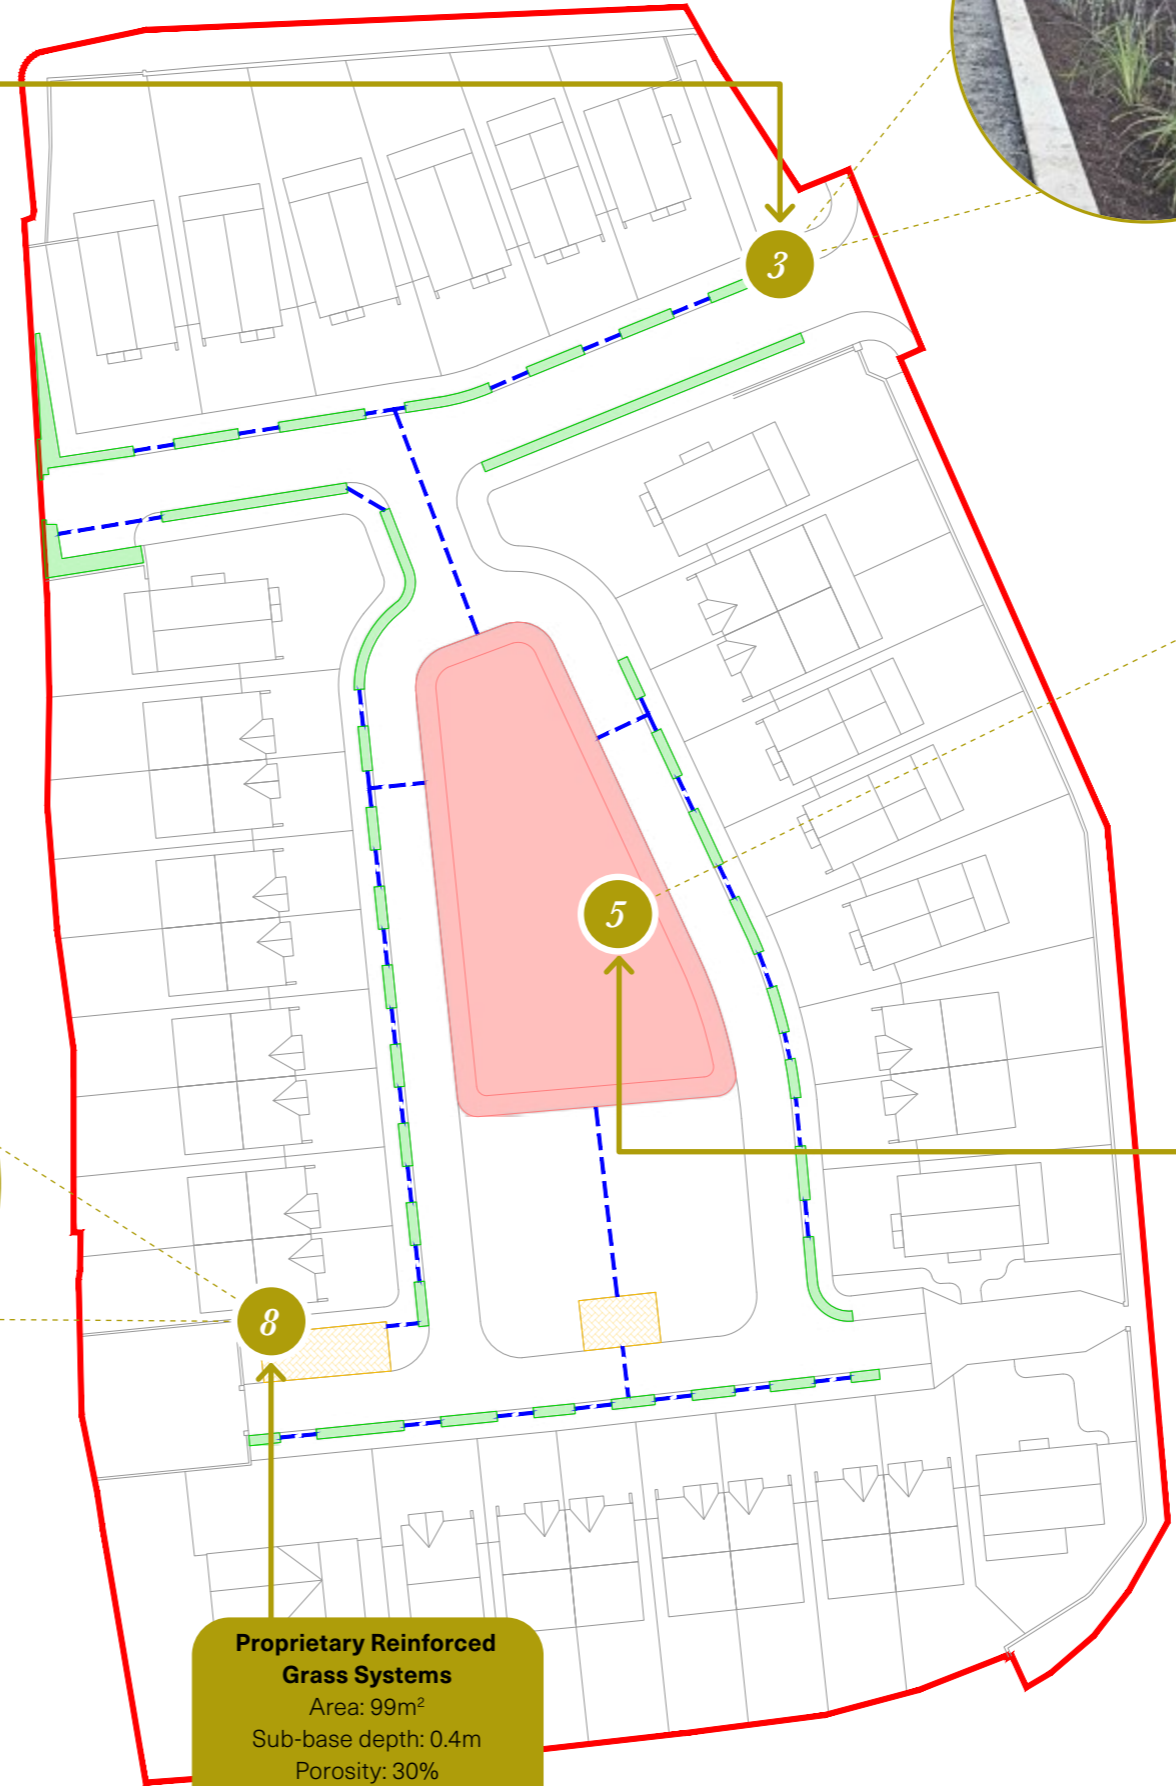 3
5
8
Proprietary Reinforced
Grass Systems
Area: 99m²
Sub-base depth: 0.4m
Porosity: 30%